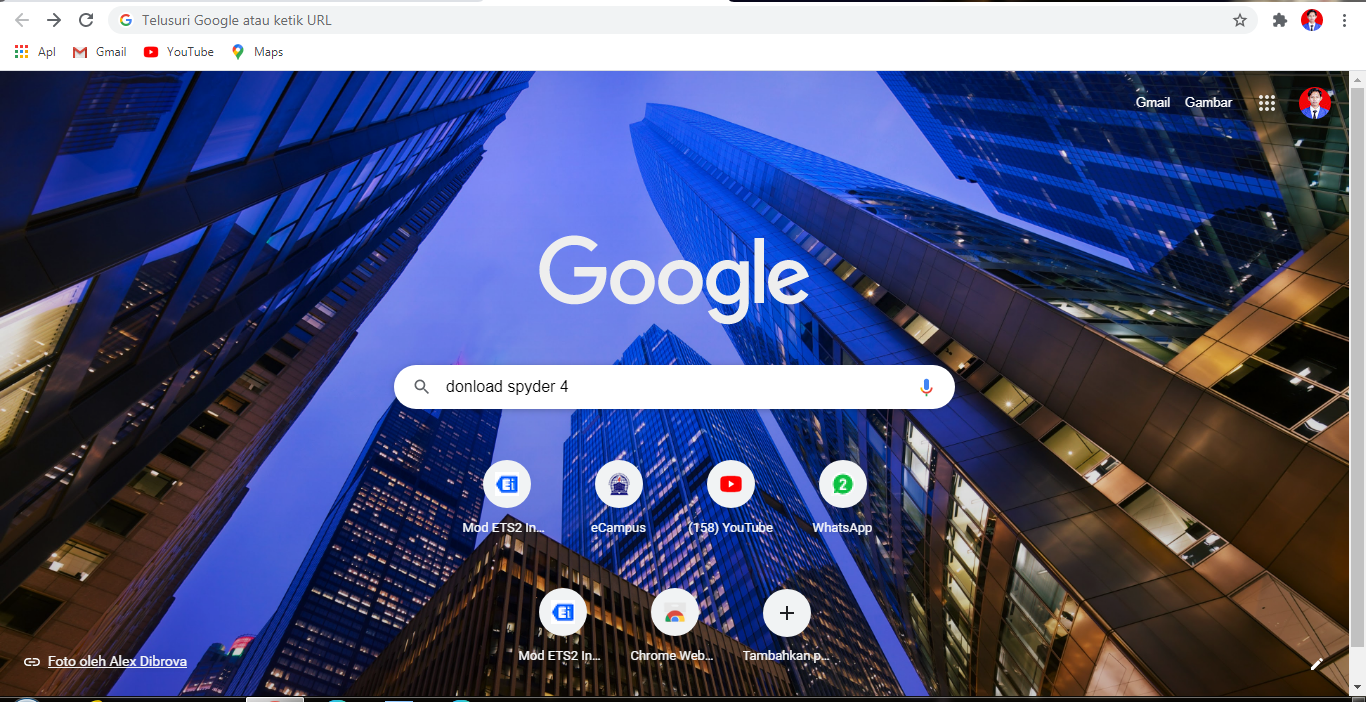 Telusuri Google atau ketik URL
Apl Gmail YouTube Maps
Gmail Gambar
Google
donload spyder 4
Mod ETS2 In... eCampus (158) YouTube WhatsApp
Mod ETS2 In... Chrome Web... Tambahkan p...
Foto oleh Alex Dibrova